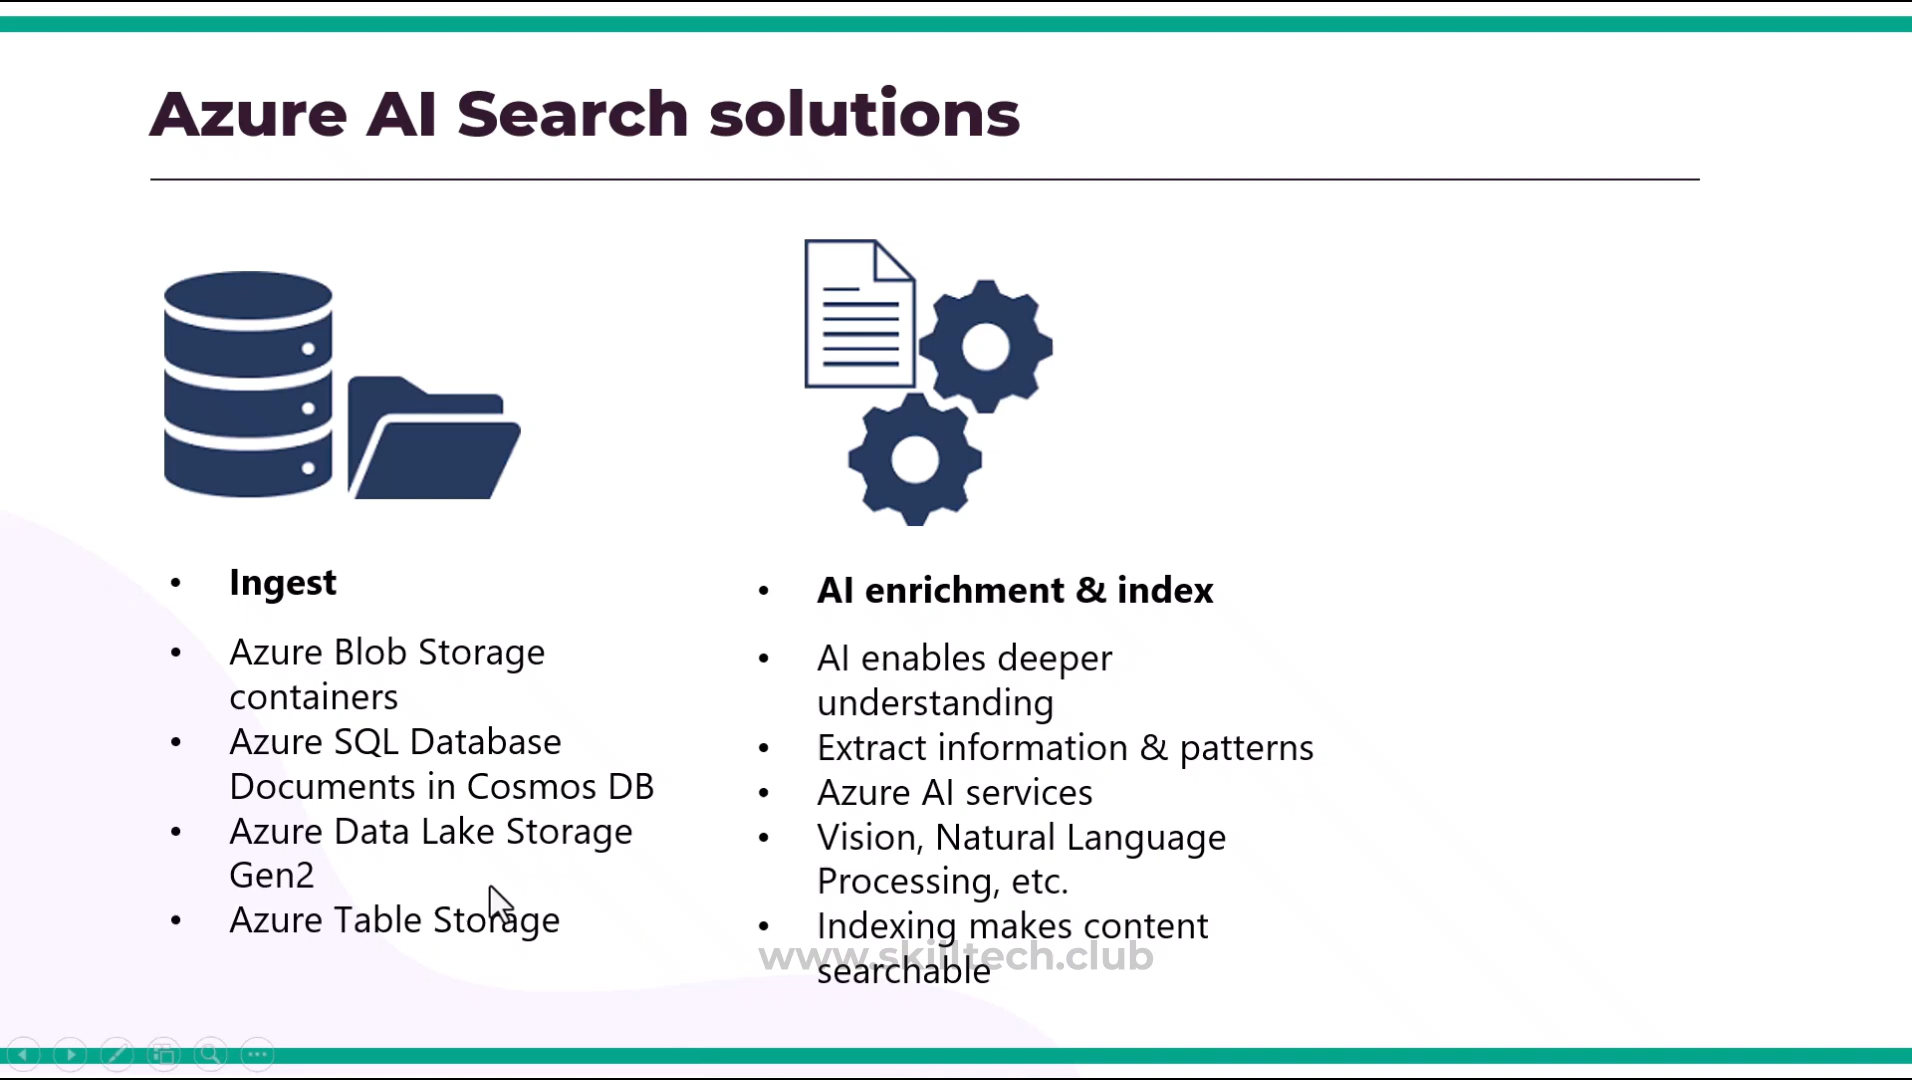 Azure AI Search solutions
• Ingest
• Azure Blob Storage
containers
• Azure SQL Database
Documents in Cosmos DB
• Azure Data Lake Storage
Gen2
• Azure Table Storage
• AI enrichment & index
• AI enables deeper
understanding
• Extract information & patterns
• Azure AI services
• Vision, Natural Language
Processing, etc.
• Indexing makes content
searchable
www.skilltech.club